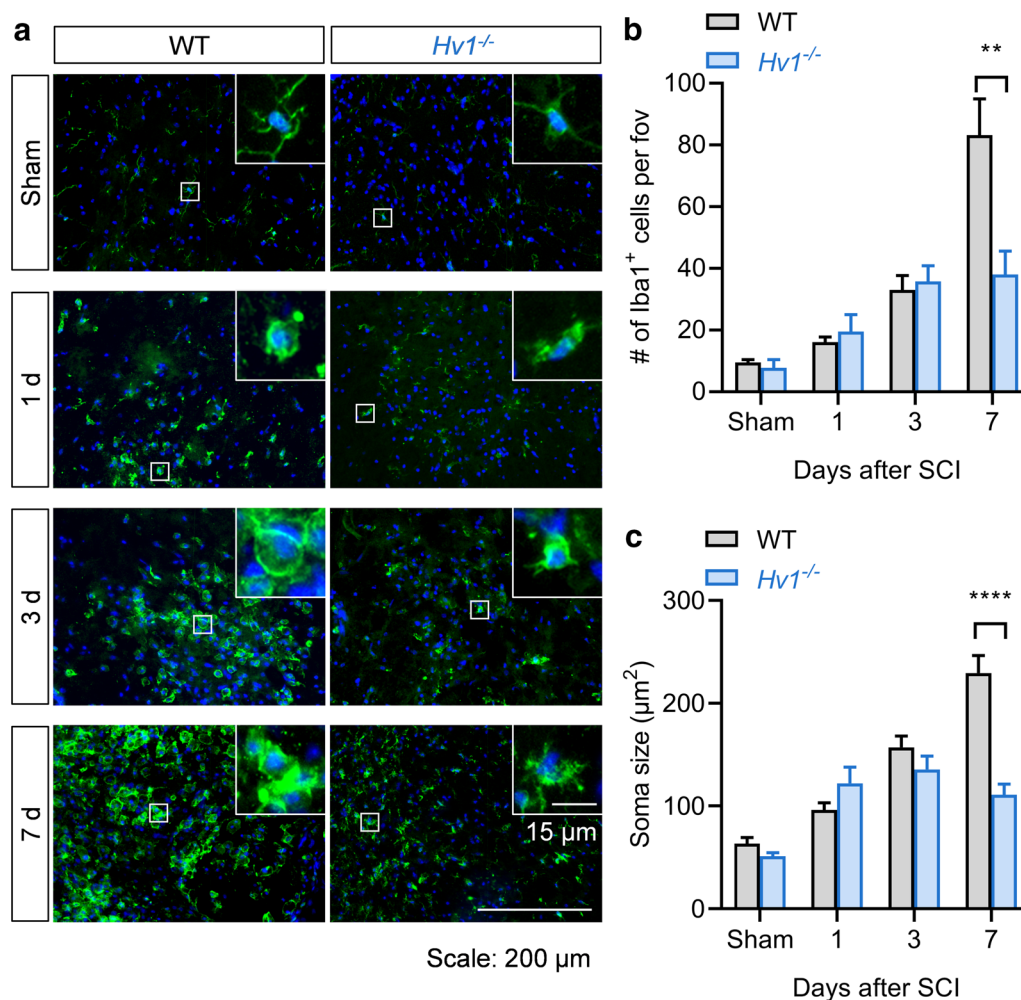 a
WT
Hv1-/-
Sham
1 d
3 d
7 d
15 µm
Scale: 200 µm
b
WT
Hv1-/-
**
# of Iba1+ cells per fov
100
80
60
40
20
0
Sham 1 3 7
Days after SCI
c
WT
Hv1-/-
****
Soma size (µm²)
300
200
100
0
Sham 1 3 7
Days after SCI